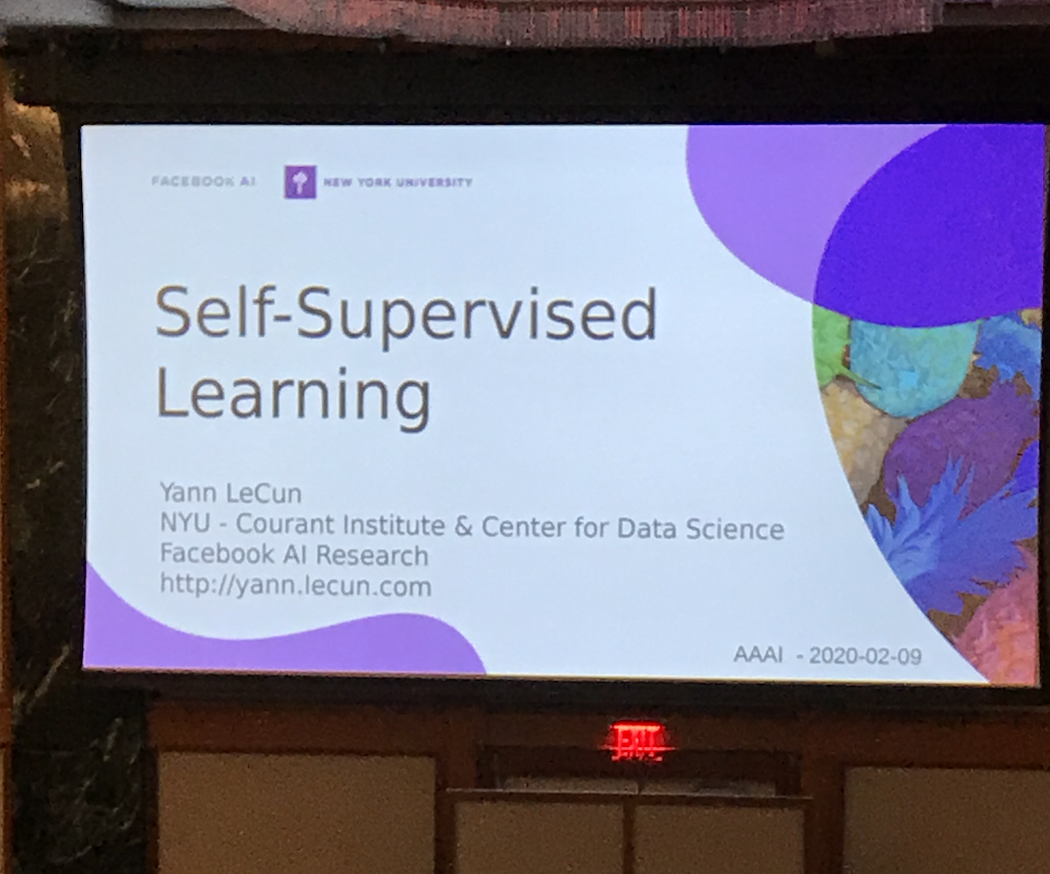 FACEBOOK AI NEW YORK UNIVERSITY
Self-Supervised
Learning
Yann LeCun
NYU - Courant Institute & Center for Data Science
Facebook AI Research
http://yann.lecun.com
AAAI - 2020-02-09
EXIT